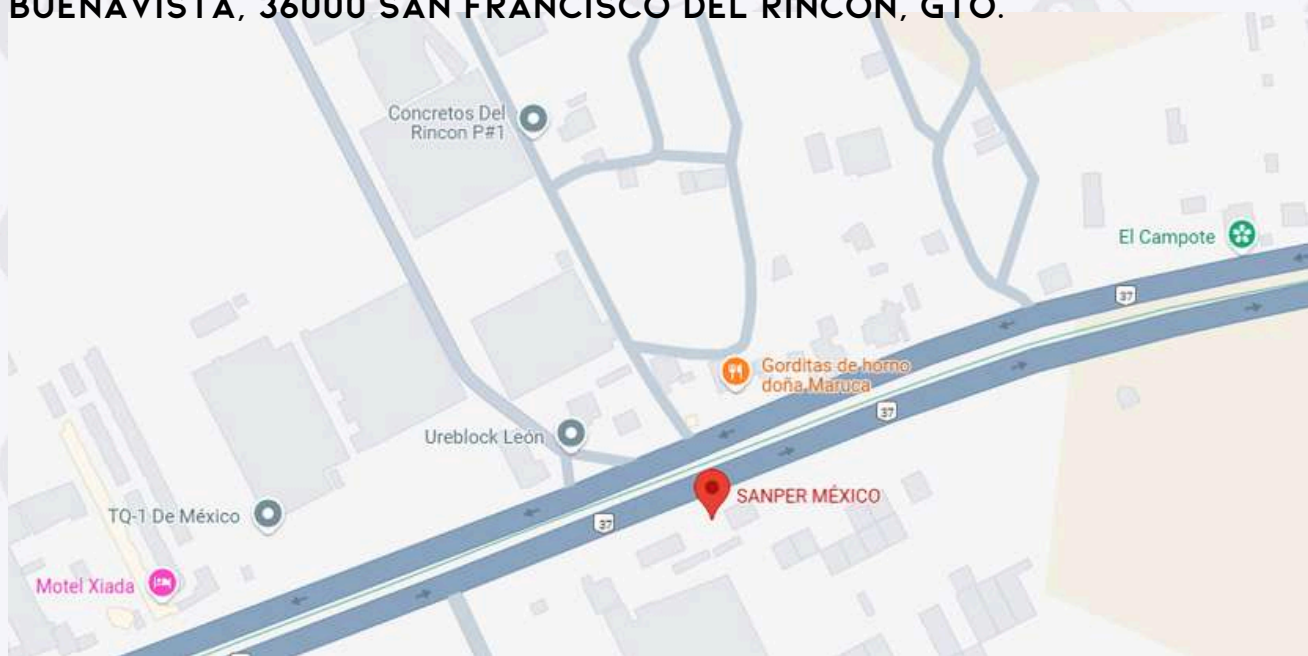 BUENAVISTA, 36000 SAN FRANCISCO DEL RINCÓN, GTO.
Concretos Del
Rincon P#1
El Campote
37
Gorditas de horno
doña Maruca
37
Ureblock León
SANPER MÉXICO
TQ-1 De México
37
Motel Xiada